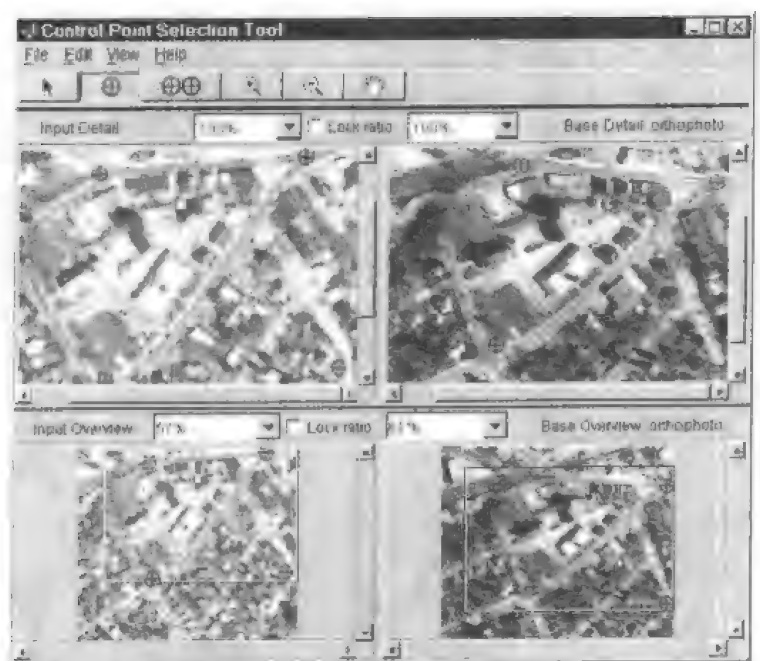 Control Point Selection Tool
File Edit View Help
Input Detail Lock ratio 100% Base Detail orthophoto
Input Overview Lock ratio Base Overview orthophoto